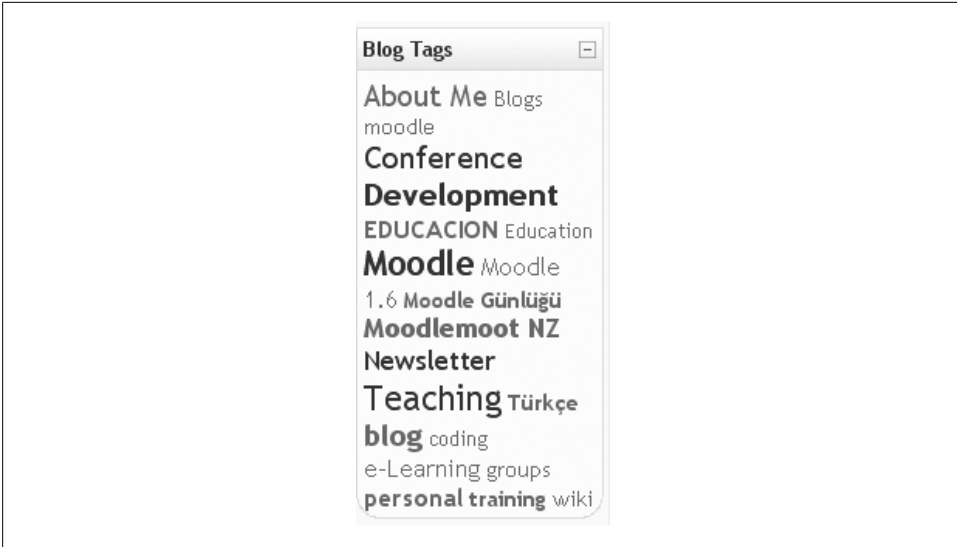 Blog Tags
About Me Blogs
moodle
Conference
Development
EDUCACION Education
Moodle Moodle
1.6 Moodle Günlüğü
Moodlemoot NZ
Newsletter
Teaching Türkçe
blog coding
e-Learning groups
personal training wiki